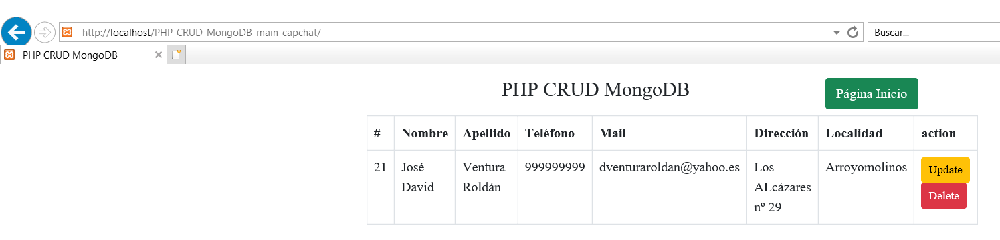 http://localhost/PHP-CRUD-MongoDB-main_capchat/
Buscar...
PHP CRUD MongoDB
PHP CRUD MongoDB
Página Inicio
# Nombre Apellido Teléfono Mail Dirección Localidad action
21 José Ventura 999999999 dventuraroldan@yahoo.es Los Arroyomolinos Update
David Roldán ALcázares
Delete
nº 29